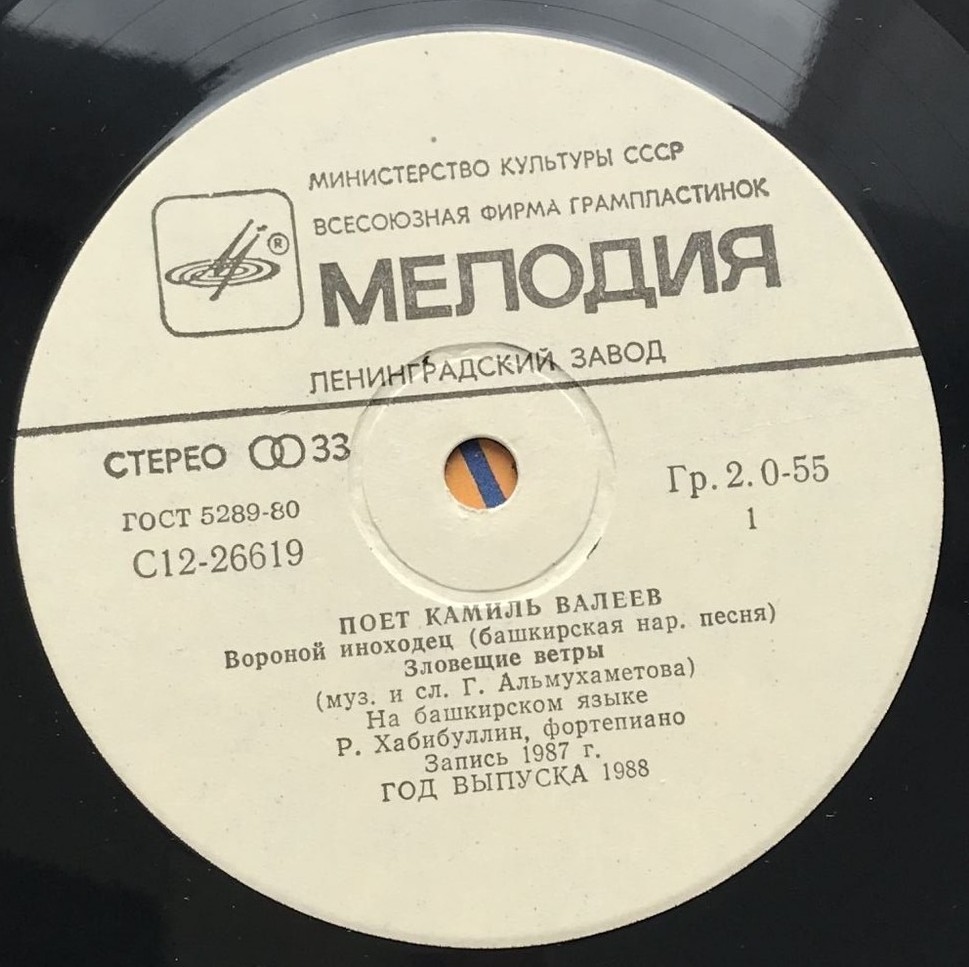 МИНИСТЕРСТВО КУЛЬТУРЫ СССР
ВСЕСОЮЗНАЯ ФИРМА ГРАМПЛАСТИНОК
®
МЕЛОДИЯ
ЛЕНИНГРАДСКИЙ ЗАВОД
СТЕРЕО 33
ГОСТ 5289-80
С12-26619
Гр. 2. 0-55
1
ПОЕТ КАМИЛЬ ВАЛЕЕВ
Вороной иноходец (башкирская нар. песня)
Зловещие ветры
(муз. и сл. Г. Альмухаметова)
На башкирском языке
Р. Хабибуллин, фортепиано
Запись 1987 г.
ГОД ВЫПУСКА 1988